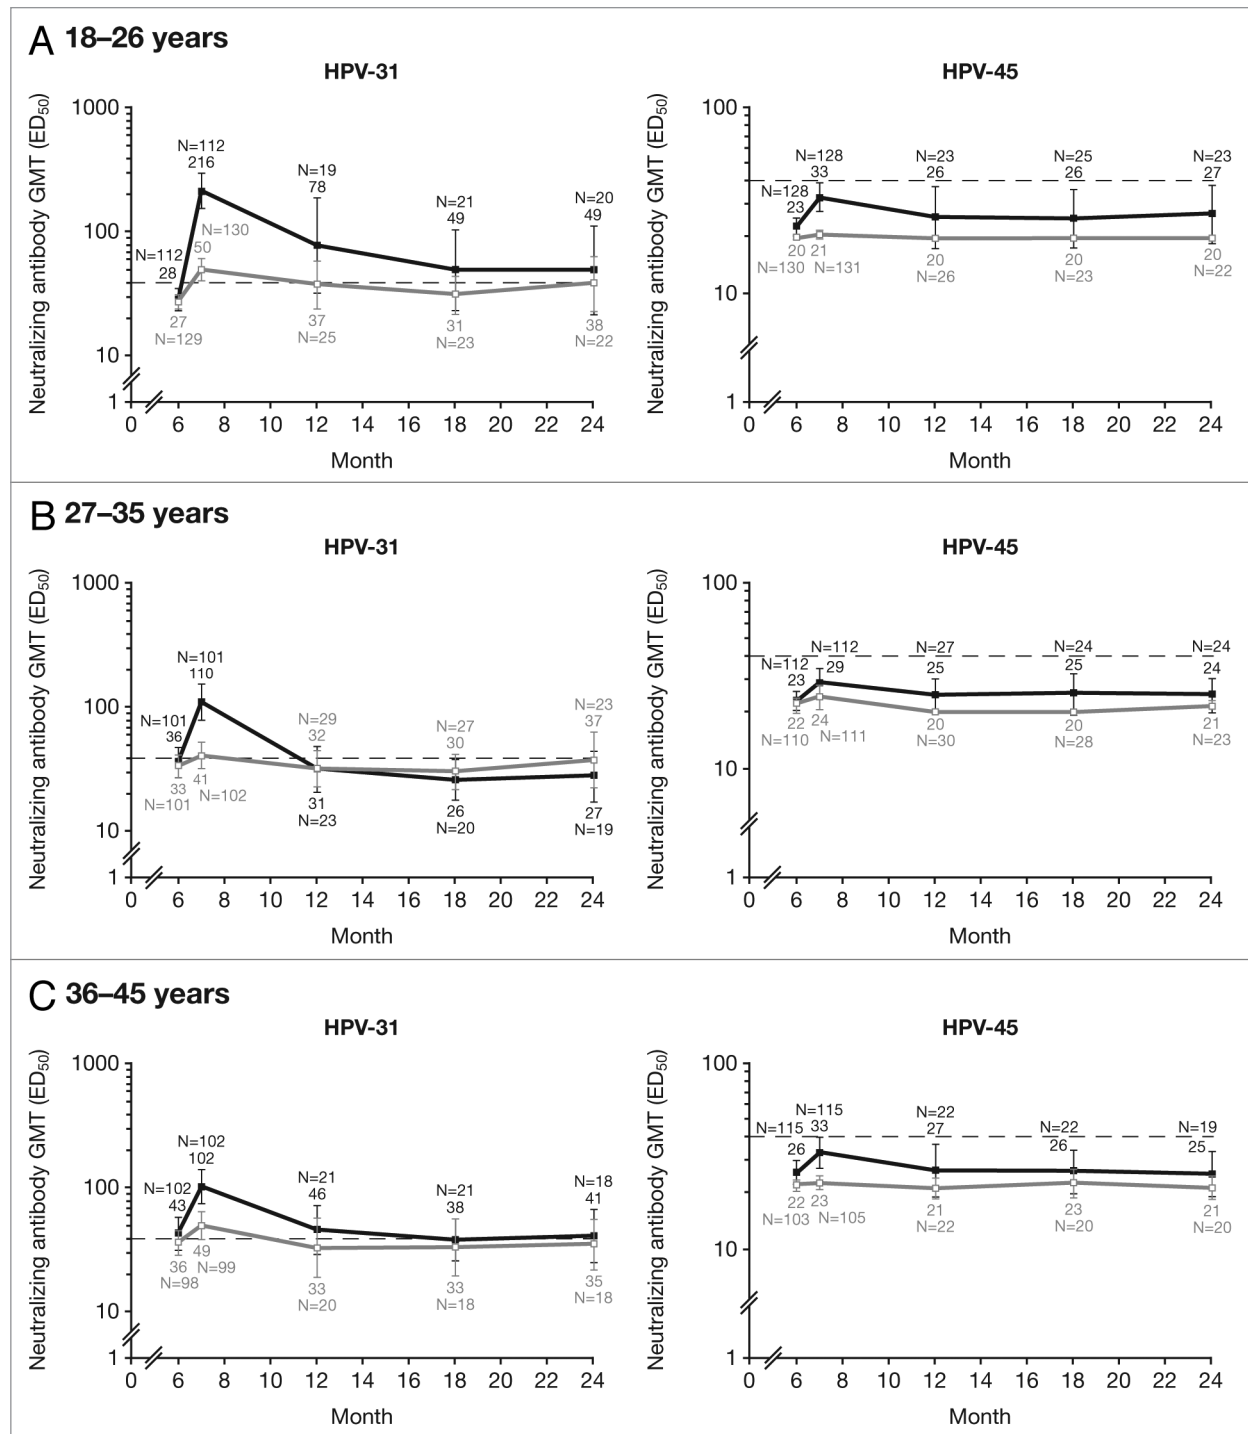 A 18–26 years
HPV-31
Neutralizing antibody GMT (ED50)
1000
100
10
1
N=112
216
N=19
78
N=21
49
N=20
49
N=130
50
N=112
28
27
N=129
37
N=25
31
N=23
38
N=22
0 6 8 10 12 14 16 18 20 22 24
Month
HPV-45
Neutralizing antibody GMT (ED50)
100
10
1
N=128
33
N=23
26
N=25
26
N=23
27
N=128
23
20
N=130
21
N=131
20
N=26
20
N=23
20
N=22
0 6 8 10 12 14 16 18 20 22 24
Month
B 27–35 years
HPV-31
Neutralizing antibody GMT (ED50)
1000
100
10
1
N=101
110
N=101
36
N=29
32
N=27
30
N=23
37
33
N=101
41
N=102
31
N=23
26
N=20
27
N=19
0 6 8 10 12 14 16 18 20 22 24
Month
HPV-45
Neutralizing antibody GMT (ED50)
100
10
1
N=112
29
N=27
25
N=24
25
N=24
24
N=112
23
22
N=110
24
N=111
20
N=30
20
N=28
21
N=23
0 6 8 10 12 14 16 18 20 22 24
Month
C 36–45 years
HPV-31
Neutralizing antibody GMT (ED50)
1000
100
10
1
N=102
102
N=102
43
N=21
46
N=21
38
N=18
41
36
N=98
49
N=99
33
N=20
33
N=18
35
N=18
0 6 8 10 12 14 16 18 20 22 24
Month
HPV-45
Neutralizing antibody GMT (ED50)
100
10
1
N=115
33
N=115
26
N=22
27
N=22
26
N=19
25
22
N=103
23
N=105
21
N=22
23
N=20
21
N=20
0 6 8 10 12 14 16 18 20 22 24
Month